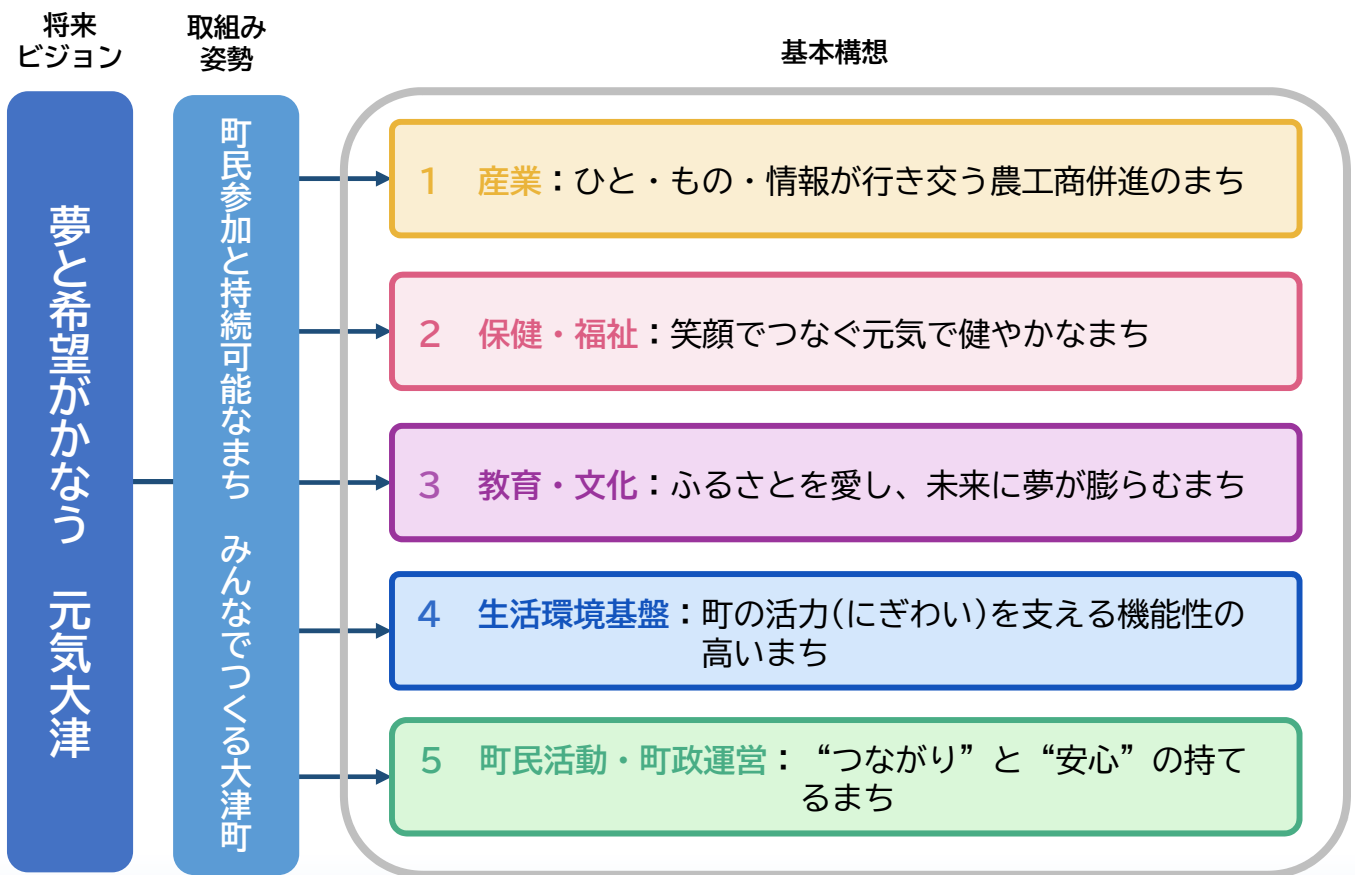 将来
ビジョン
取組み
姿勢
基本構想
夢と希望がかなう　元気大津
町民参加と持続可能なまち　みんなでつくる大津町
1　産業：ひと・もの・情報が行き交う農工商併進のまち
2　保健・福祉：笑顔でつなぐ元気で健やかなまち
3　教育・文化：ふるさとを愛し、未来に夢が膨らむまち
4　生活環境基盤：町の活力(にぎわい)を支える機能性の
高いまち
5　町民活動・町政運営：“つながり”と“安心”の持て
るまち